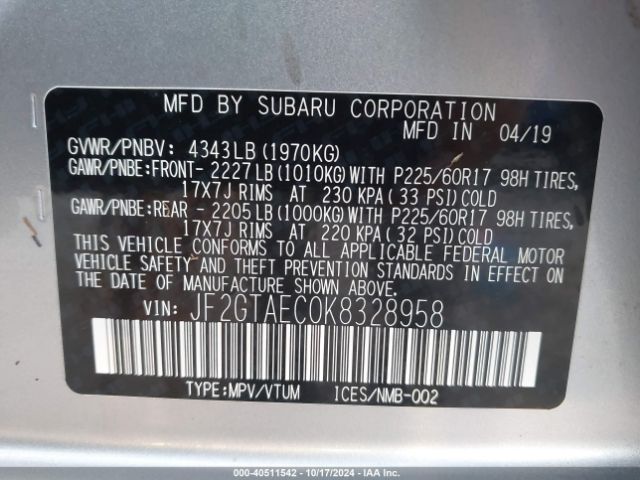 MFD BY SUBARU CORPORATION
MFD IN 04/19
GVWR/PNBV: 4343LB(1970KG)
GAWR/PNBE:FRONT- 2227LB(1010KG)WITH P225/60R17 98H TIRES,
17X7J RIMS AT 230 KPA(33 PSI)COLD
GAWR/PNBE:REAR - 2205LB(1000KG)WITH P225/60R17 98H TIRES,
17X7J RIMS AT 220 KPA(32 PSI)COLD
THIS VEHICLE CONFORMS TO ALL APPLICABLE FEDERAL MOTOR
VEHICLE SAFETY AND THEFT PREVENTION STANDARDS IN EFFECT ON
THE DATE OF MANUFACTURE SHOWN ABOVE.
VIN: JF2GTAEC0K8328958
TYPE:MPV/VTUM ICES/NMB-002
000-40511542 - 10/17/2024 - IAAI